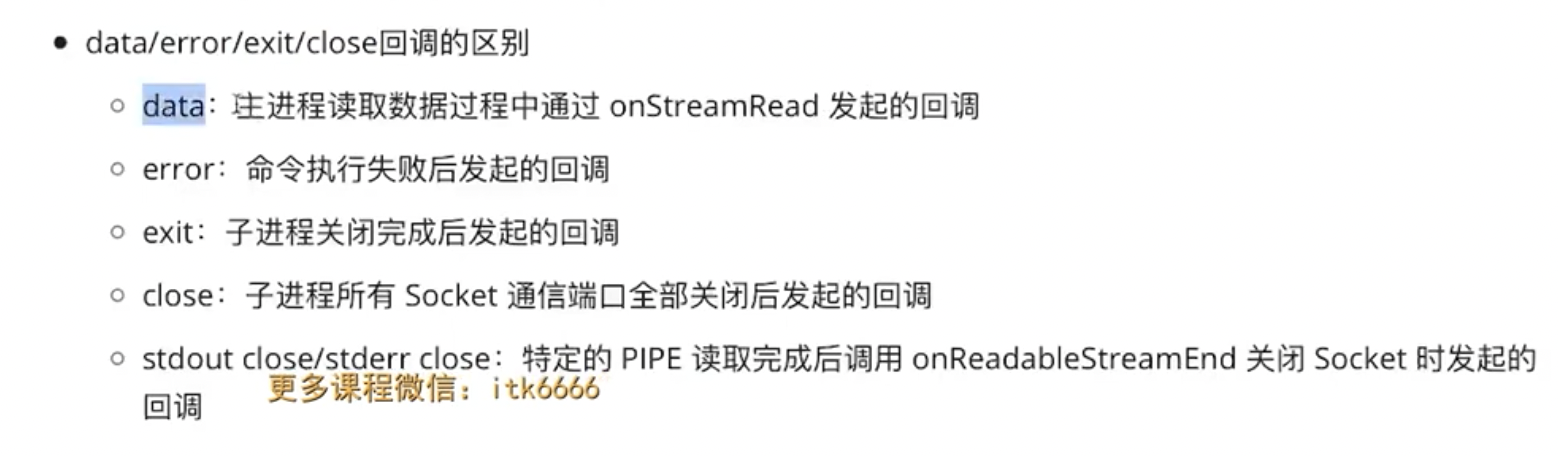 data/error/exit/close回调的区别
data：主进程读取数据过程中通过 onStreamRead 发起的回调
error：命令执行失败后发起的回调
exit：子进程关闭完成后发起的回调
close：子进程所有 Socket 通信端口全部关闭后发起的回调
stdout close/stderr close：特定的 PIPE 读取完成后调用 onReadableStreamEnd 关闭 Socket 时发起的
回调
更多课程微信：itk6666